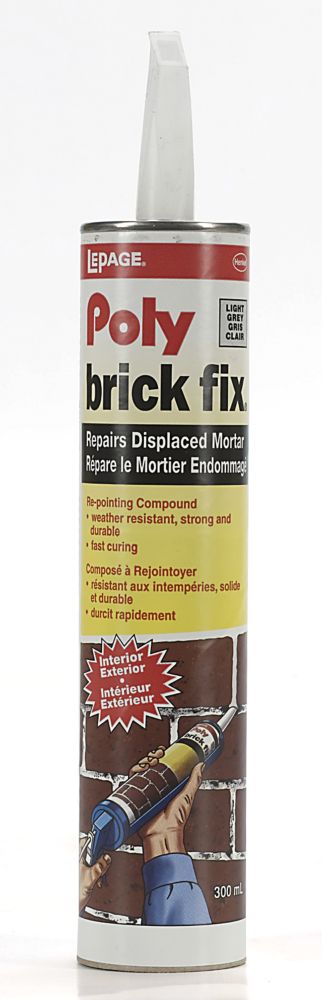 LePAGE®
Henkel
LIGHT
GREY
GRIS
CLAIR
Poly
brick fix
Repairs Displaced Mortar
Répare le Mortier Endommagé
Re-pointing Compound
• weather resistant, strong and
durable
• fast curing
Composé à Rejointoyer
• résistant aux intempéries, solide
et durable
• durcit rapidement
Interior
Exterior
•
Intérieur
Extérieur
Poly
brick fix
300 mL